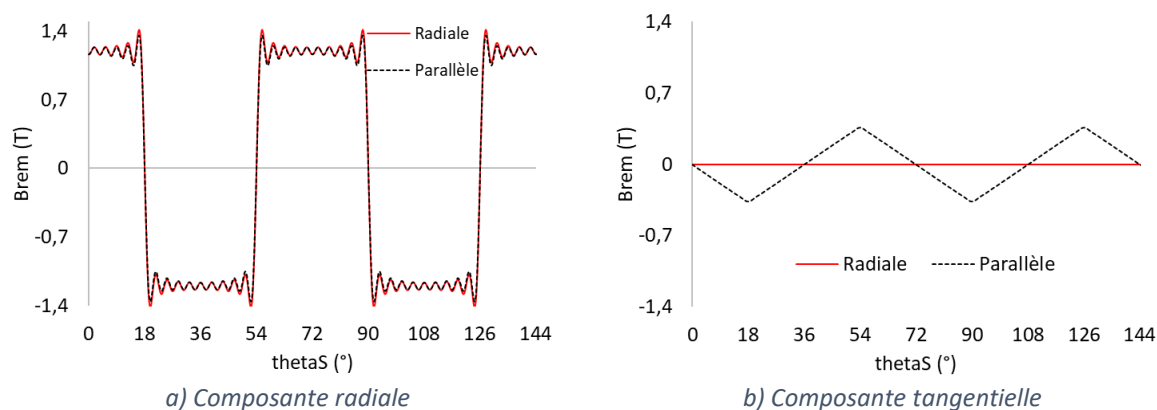 1,4
0,7
0
-0,7
-1,4
Brem (T)
Radiale
Parallèle
0 18 36 54 72 90 108 126 144
thetaS (°)
a) Composante radiale
1,4
0,7
0
-0,7
-1,4
Brem (T)
Radiale Parallèle
0 18 36 54 72 90 108 126 144
thetaS (°)
b) Composante tangentielle